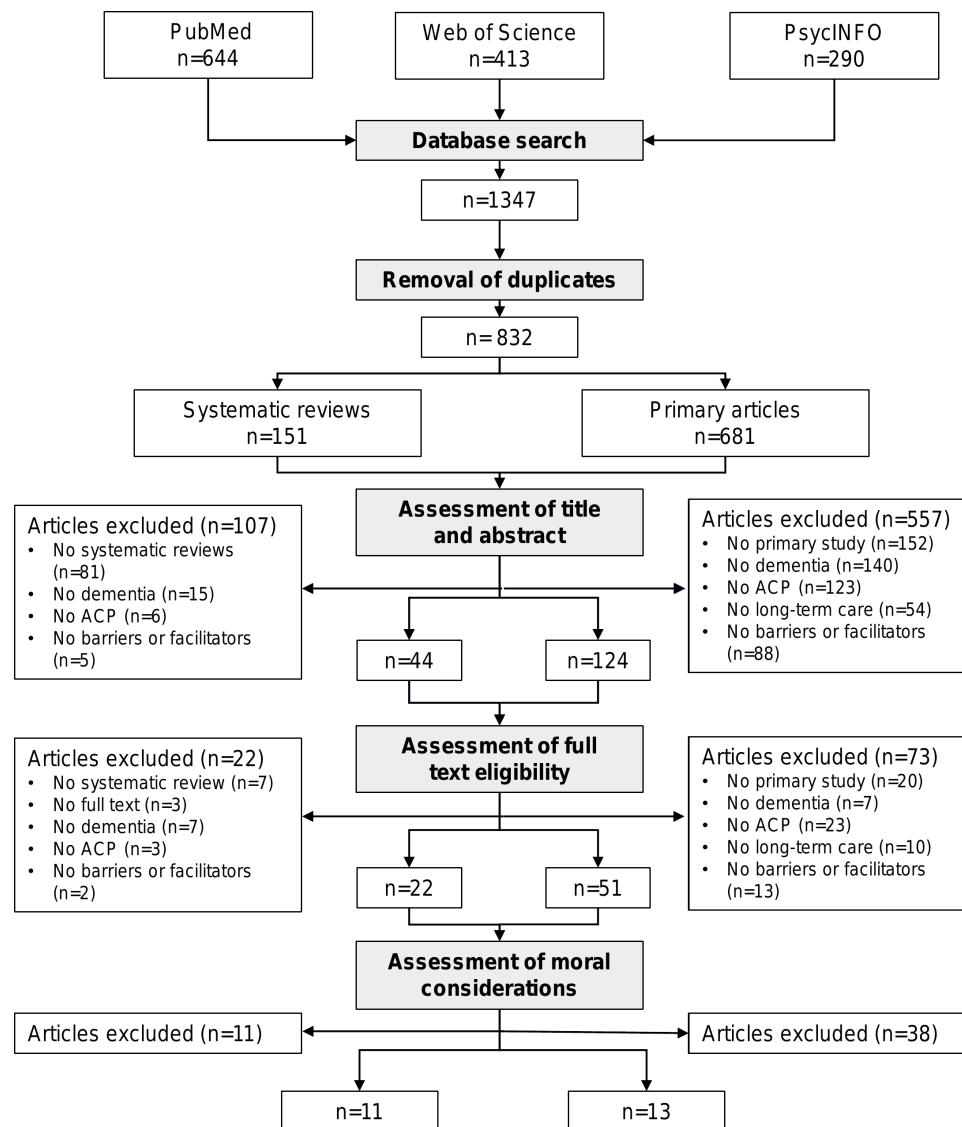 PubMed
n=644
Web of Science
n=413
PsycINFO
n=290
Database search
n=1347
Removal of duplicates
n= 832
Systematic reviews
n=151
Primary articles
n=681
Assessment of title
and abstract
Articles excluded (n=107)
• No systematic reviews
(n=81)
• No dementia (n=15)
• No ACP (n=6)
• No barriers or facilitators
(n=5)
Articles excluded (n=557)
• No primary study (n=152)
• No dementia (n=140)
• No ACP (n=123)
• No long-term care (n=54)
• No barriers or facilitators
(n=88)
n=44
n=124
Assessment of full
text eligibility
Articles excluded (n=22)
• No systematic review (n=7)
• No full text (n=3)
• No dementia (n=7)
• No ACP (n=3)
• No barriers or facilitators
(n=2)
Articles excluded (n=73)
• No primary study (n=20)
• No dementia (n=7)
• No ACP (n=23)
• No long-term care (n=10)
• No barriers or facilitators
(n=13)
n=22
n=51
Assessment of moral
considerations
Articles excluded (n=11)
Articles excluded (n=38)
n=11
n=13